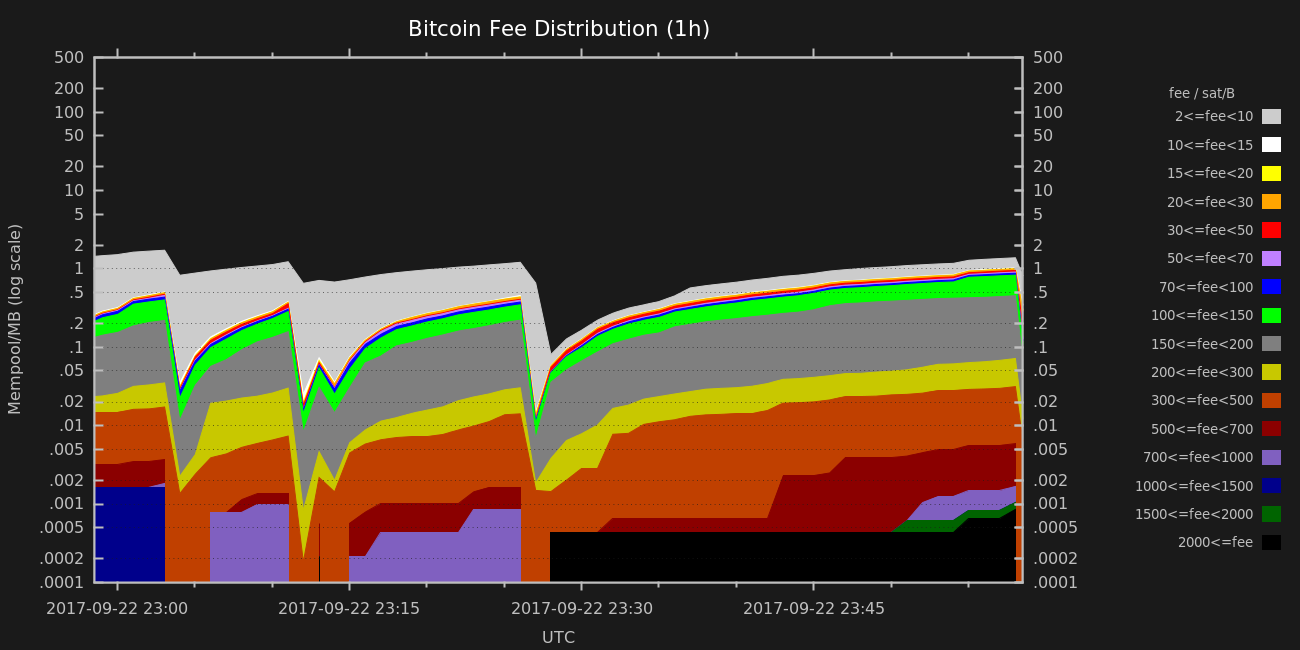 Bitcoin Fee Distribution (1h)
Mempool/MB (log scale)
500
200
100
50
20
10
5
2
1
.5
.2
.1
.05
.02
.01
.005
.002
.001
.0005
.0002
.0001
500
200
100
50
20
10
5
2
1
.5
.2
.1
.05
.02
.01
.005
.002
.001
.0005
.0002
.0001
2017-09-22 23:00 2017-09-22 23:15 2017-09-22 23:30 2017-09-22 23:45
UTC
fee / sat/B
2<=fee<10
10<=fee<15
15<=fee<20
20<=fee<30
30<=fee<50
50<=fee<70
70<=fee<100
100<=fee<150
150<=fee<200
200<=fee<300
300<=fee<500
500<=fee<700
700<=fee<1000
1000<=fee<1500
1500<=fee<2000
2000<=fee